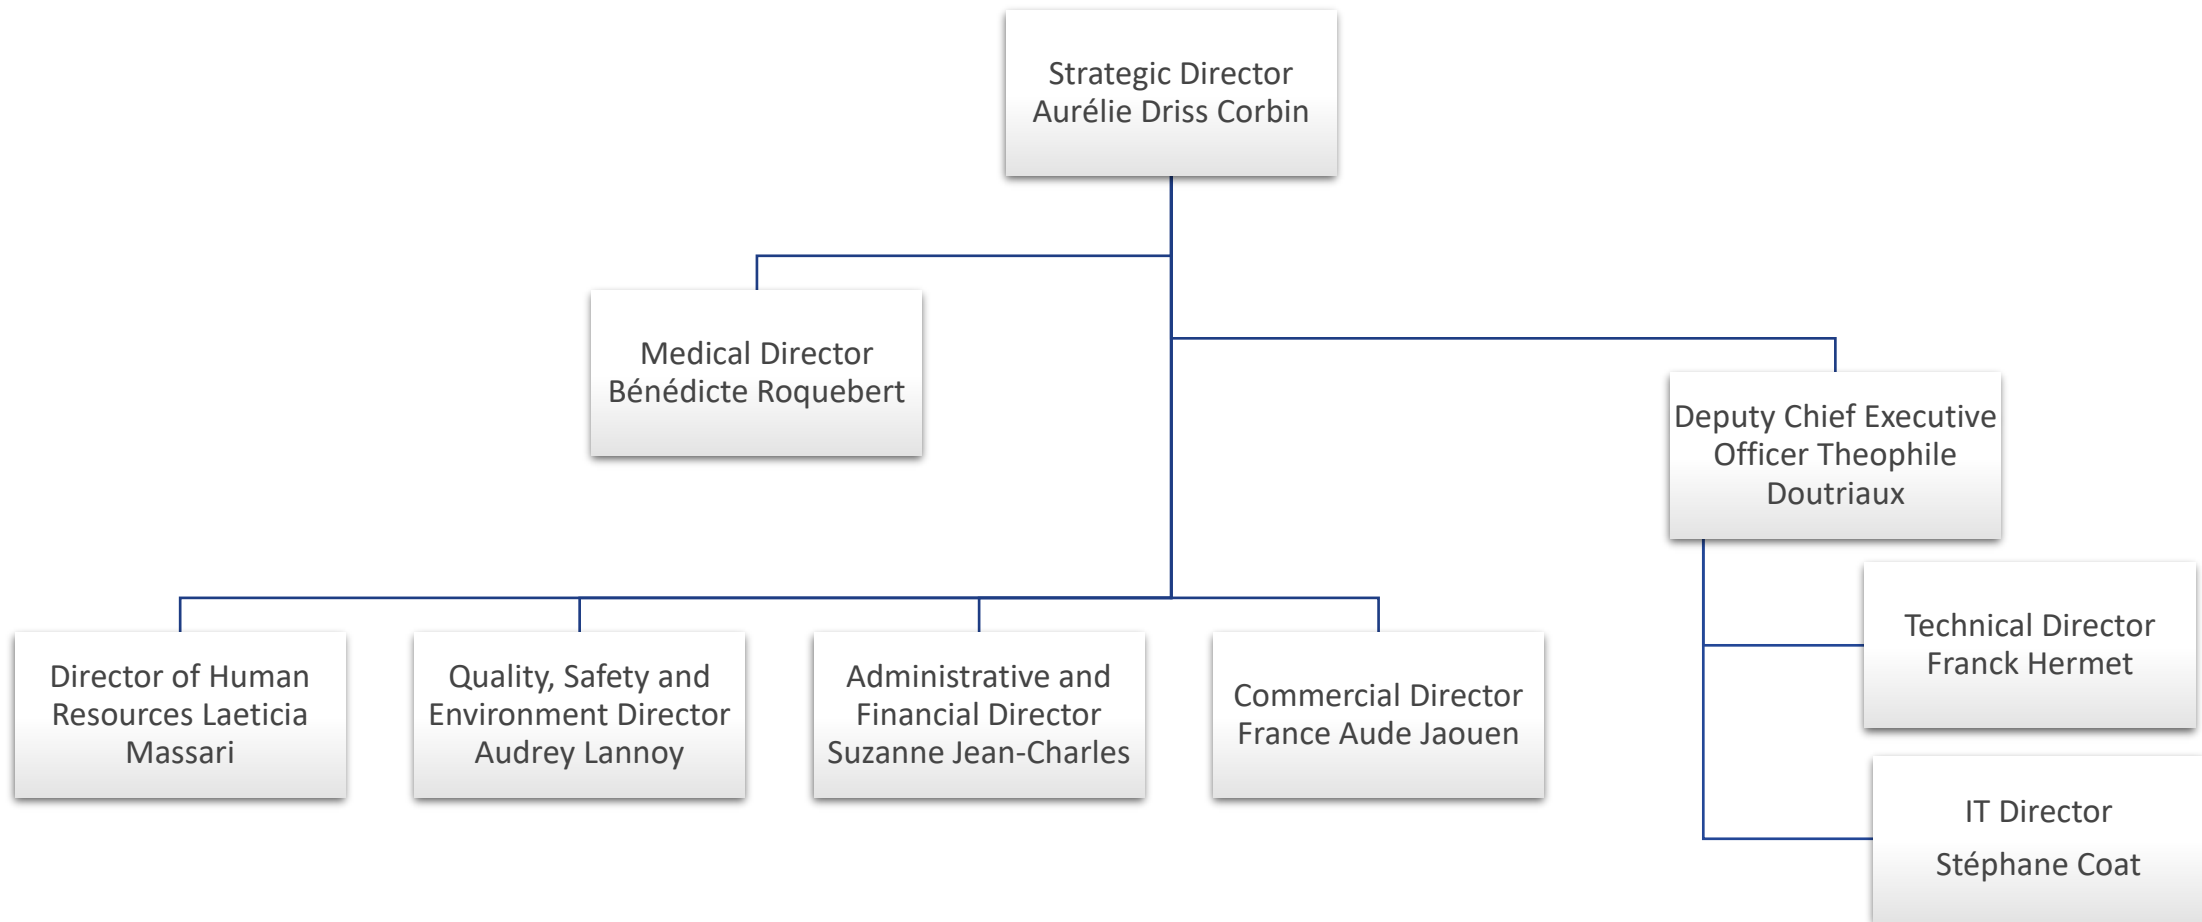 Strategic Director
Aurélie Driss Corbin
Medical Director
Bénédicte Roquebert
Deputy Chief Executive
Officer Theophile
Doutriaux
Director of Human
Resources Laeticia
Massari
Quality, Safety and
Environment Director
Audrey Lannoy
Administrative and
Financial Director
Suzanne Jean-Charles
Commercial Director
France Aude Jaouen
Technical Director
Franck Hermet
IT Director
Stéphane Coat